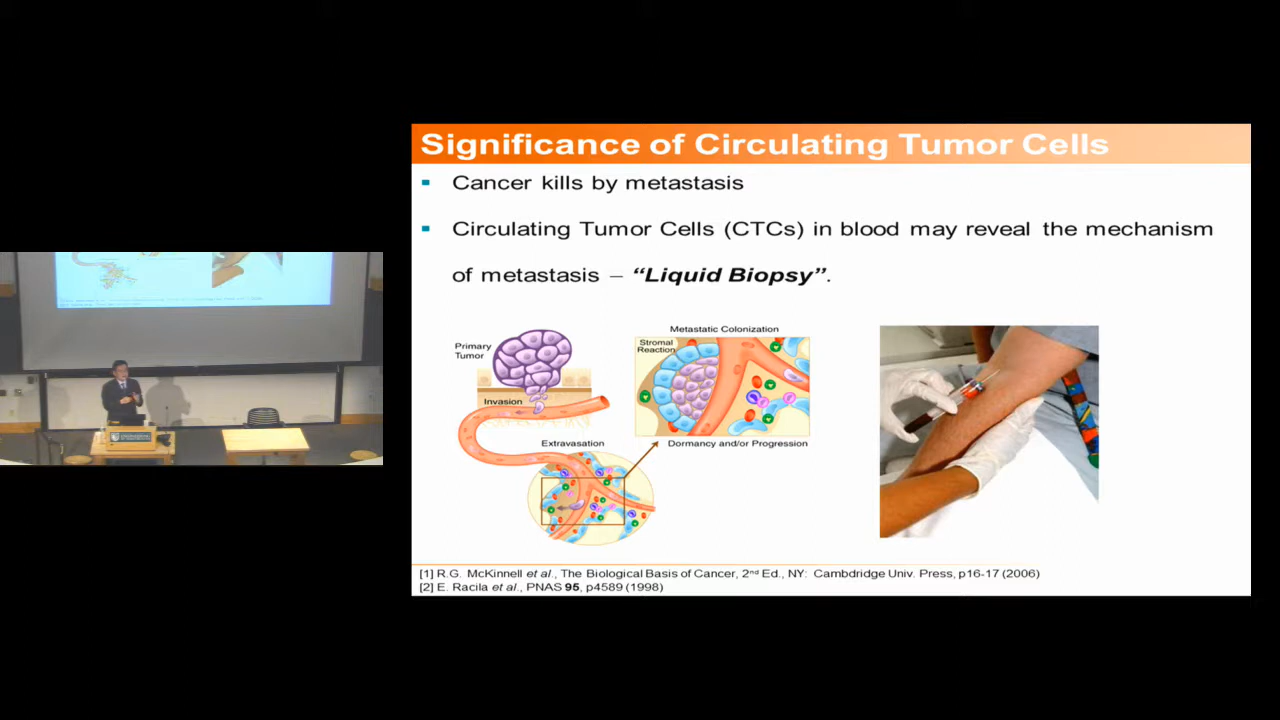 Significance of Circulating Tumor Cells
Cancer kills by metastasis
Circulating Tumor Cells (CTCs) in blood may reveal the mechanism
of metastasis – “Liquid Biopsy”.
Primary
Tumor
Invasion
Extravasation
Metastatic Colonization
Stromal
Reaction
Dormancy and/or Progression
[1] R.G. McKinnell et al., The Biological Basis of Cancer, 2nd Ed., NY: Cambdridge Univ. Press, p16-17 (2006)
[2] E. Racila et al., PNAS 95, p4589 (1998)